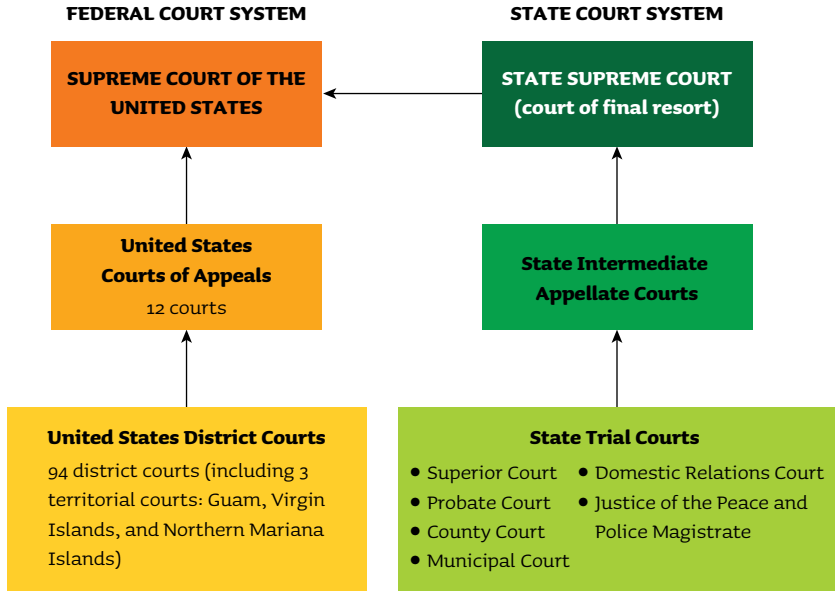 FEDERAL COURT SYSTEM
STATE COURT SYSTEM
SUPREME COURT OF THE
UNITED STATES
STATE SUPREME COURT
(court of final resort)
United States
Courts of Appeals
12 courts
State Intermediate
Appellate Courts
United States District Courts
94 district courts (including 3
territorial courts: Guam, Virgin
Islands, and Northern Mariana
Islands)
State Trial Courts
• Superior Court
• Probate Court
• County Court
• Municipal Court
• Domestic Relations Court
• Justice of the Peace and
Police Magistrate